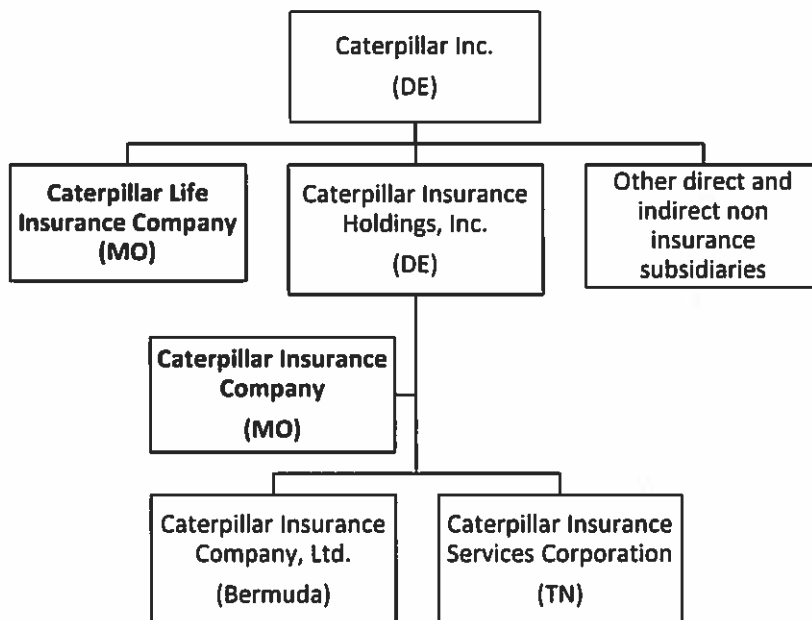 Caterpillar Inc.
(DE)
Caterpillar Life
Insurance Company
(MO)
Caterpillar Insurance
Holdings, Inc.
(DE)
Other direct and
indirect non
insurance
subsidiaries
Caterpillar Insurance
Company
(MO)
Caterpillar Insurance
Company, Ltd.
(Bermuda)
Caterpillar Insurance
Services Corporation
(TN)